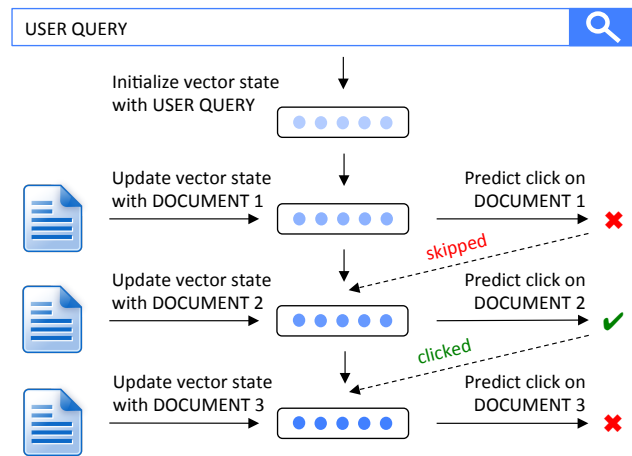 USER QUERY
Initialize vector state
with USER QUERY
Update vector state
with DOCUMENT 1
Predict click on
DOCUMENT 1
skipped
Update vector state
with DOCUMENT 2
Predict click on
DOCUMENT 2
clicked
Update vector state
with DOCUMENT 3
Predict click on
DOCUMENT 3